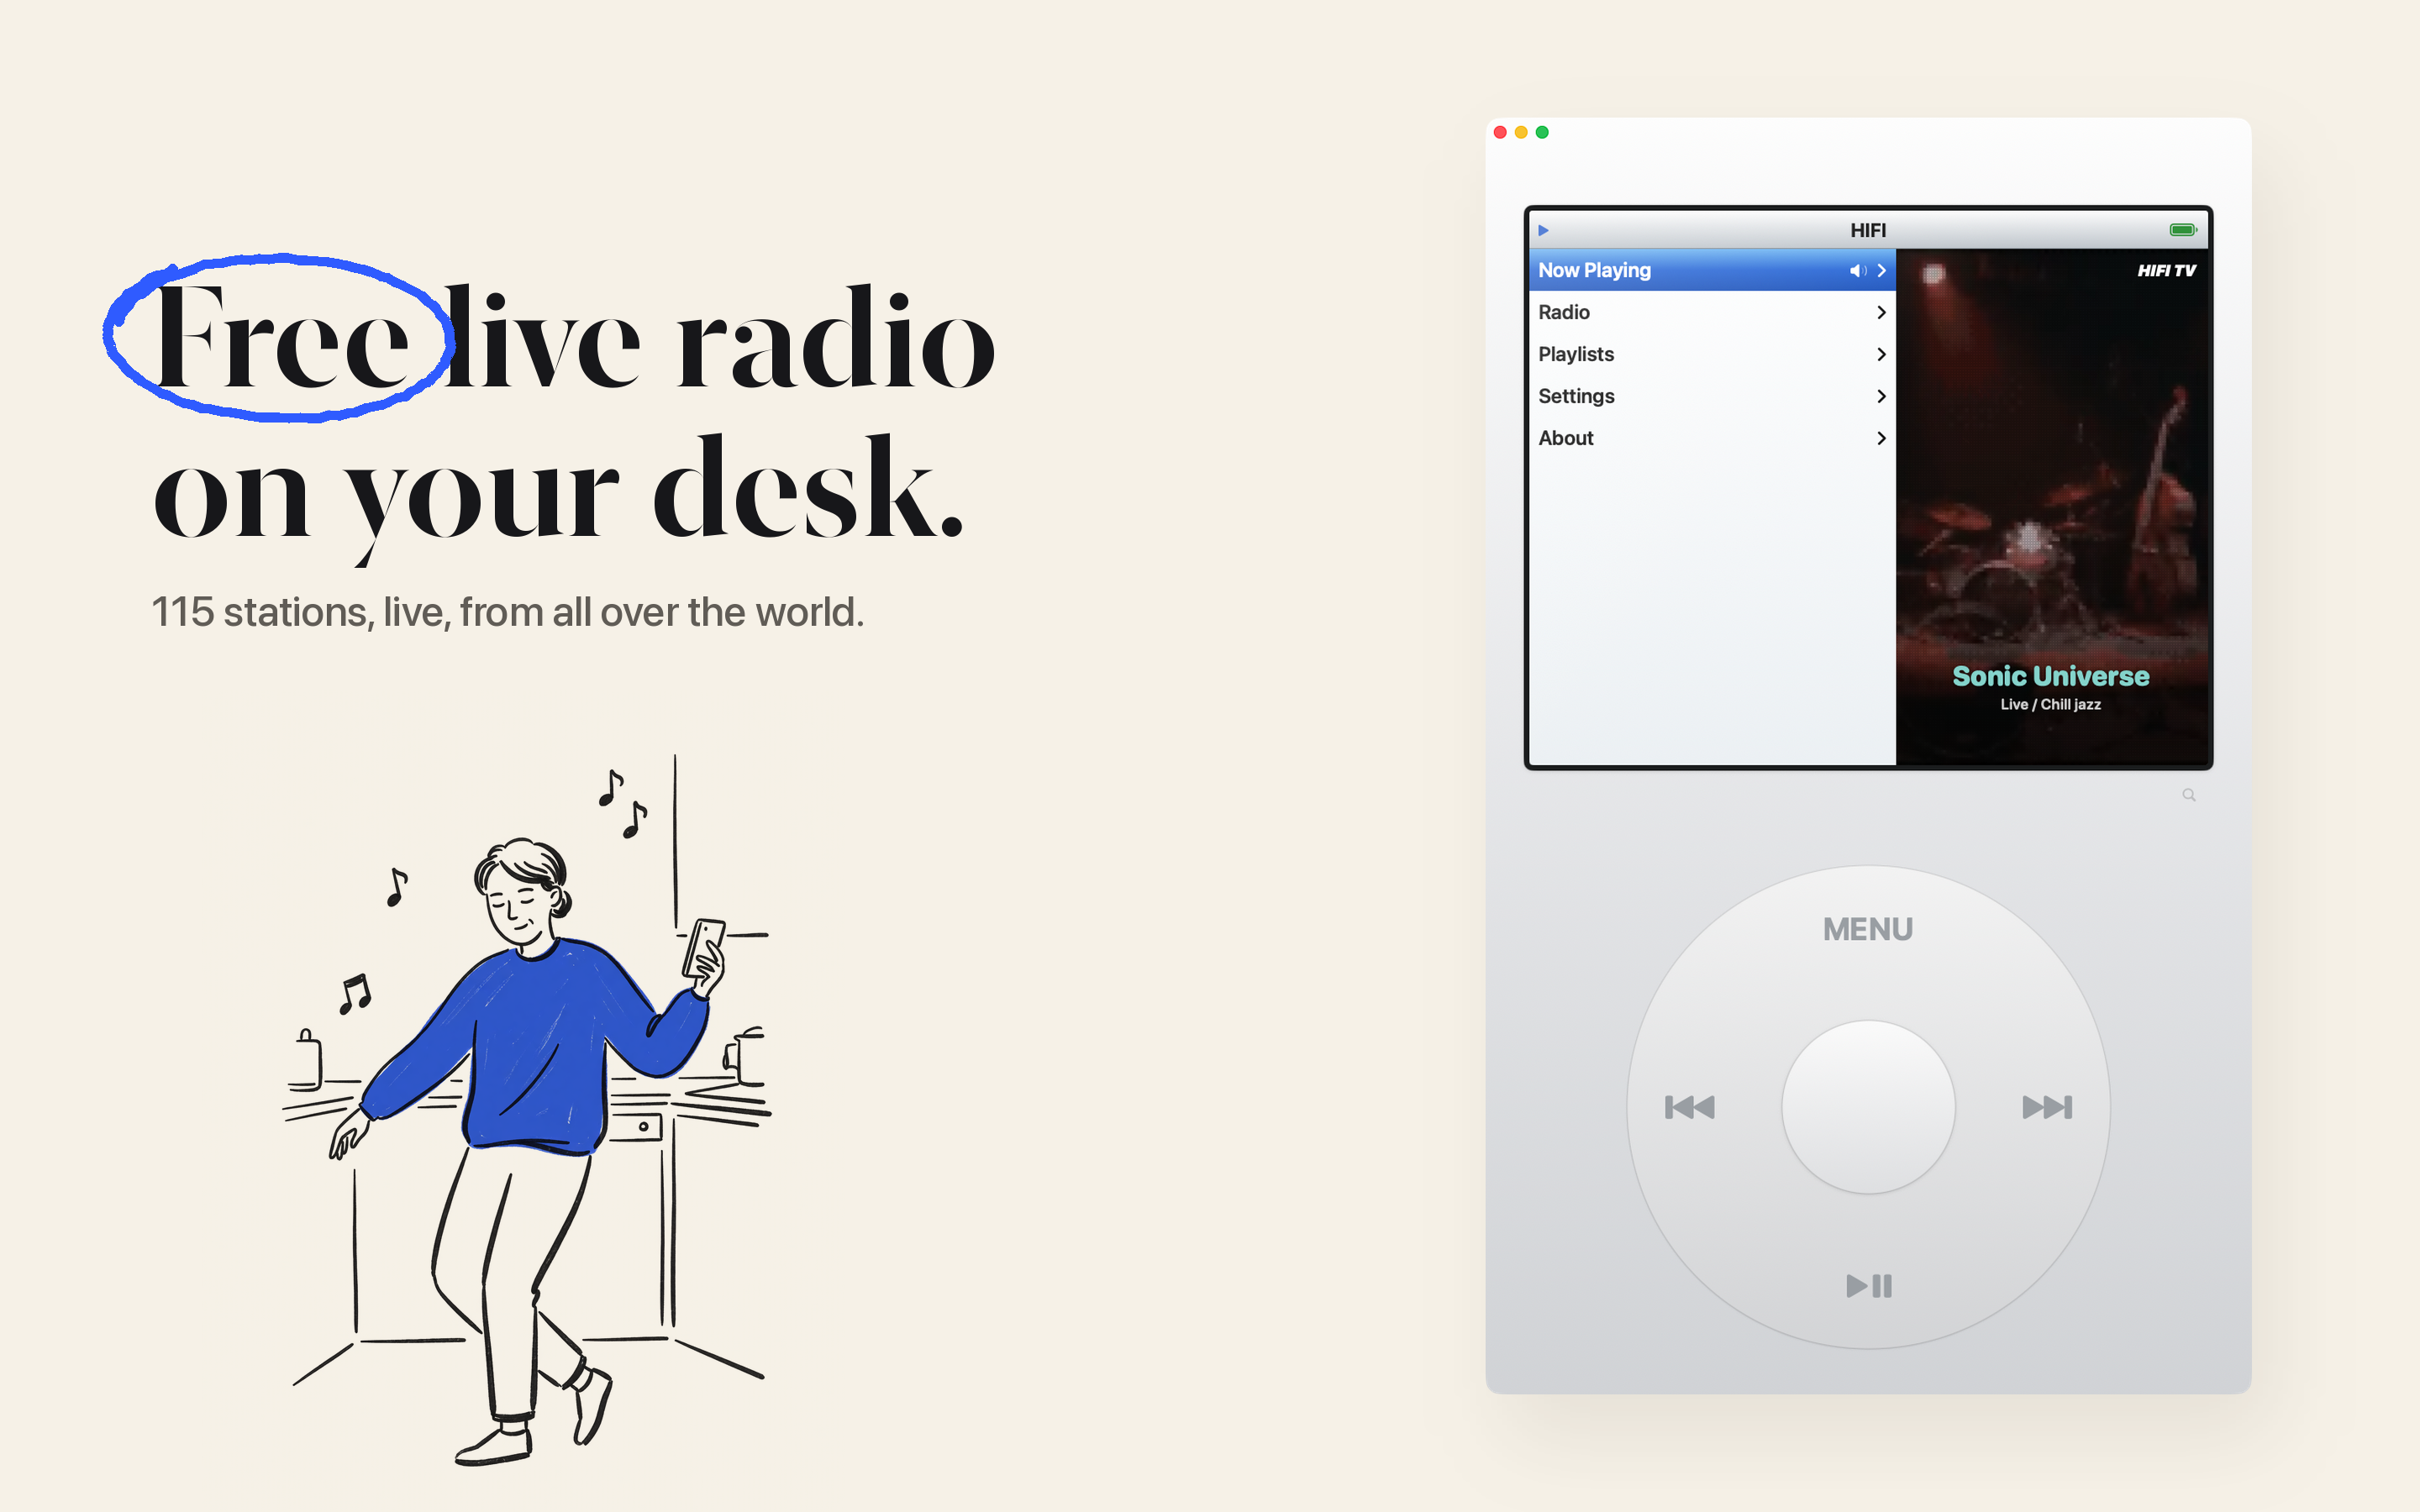 Free live radio
on your desk.
115 stations, live, from all over the world.
HIFI
Now Playing
Radio
Playlists
Settings
About
HIFI TV
Sonic Universe
Live / Chill jazz
MENU